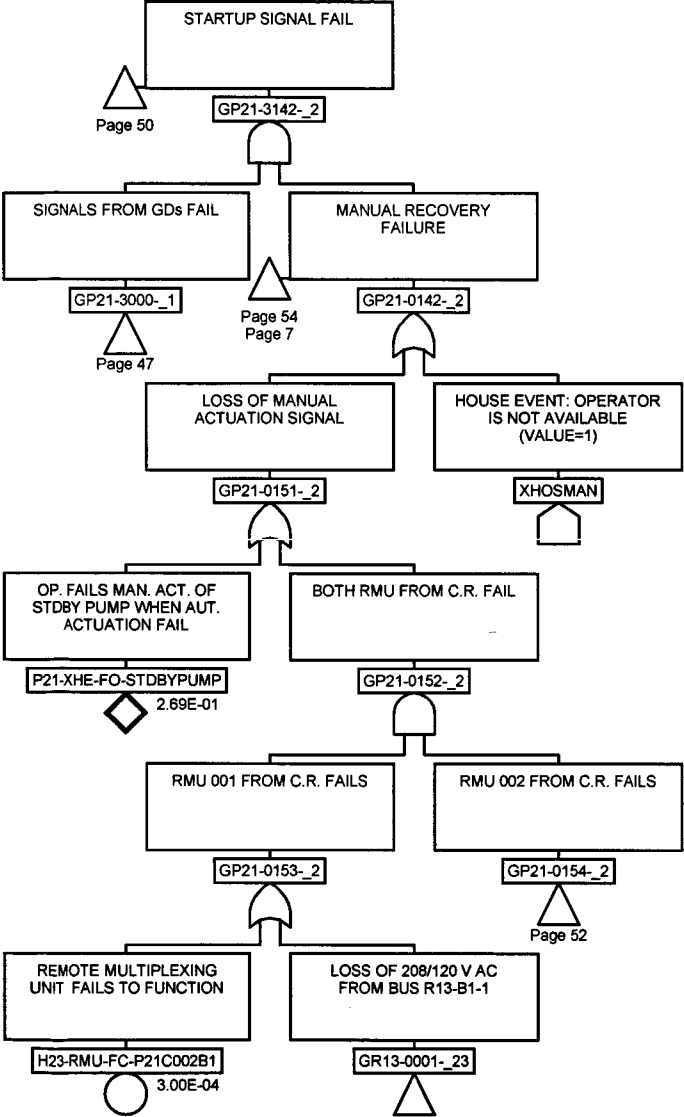 STARTUP SIGNAL FAIL
Page 50
GP21-3142-_2
SIGNALS FROM GDs FAIL
MANUAL RECOVERY
FAILURE
GP21-3000-_1
Page 54
Page 7
GP21-0142-_2
Page 47
LOSS OF MANUAL
ACTUATION SIGNAL
HOUSE EVENT: OPERATOR
IS NOT AVAILABLE
(VALUE=1)
GP21-0151-_2
XHOSMAN
OP. FAILS MAN. ACT. OF
STDBY PUMP WHEN AUT.
ACTUATION FAIL
BOTH RMU FROM C.R. FAIL
P21-XHE-FO-STDBYPUMP
2.69E-01
GP21-0152-_2
RMU 001 FROM C.R. FAILS
RMU 002 FROM C.R. FAILS
GP21-0153-_2
GP21-0154-_2
Page 52
REMOTE MULTIPLEXING
UNIT FAILS TO FUNCTION
LOSS OF 208/120 V AC
FROM BUS R13-B1-1
H23-RMU-FC-P21C002B1
3.00E-04
GR13-0001-_23